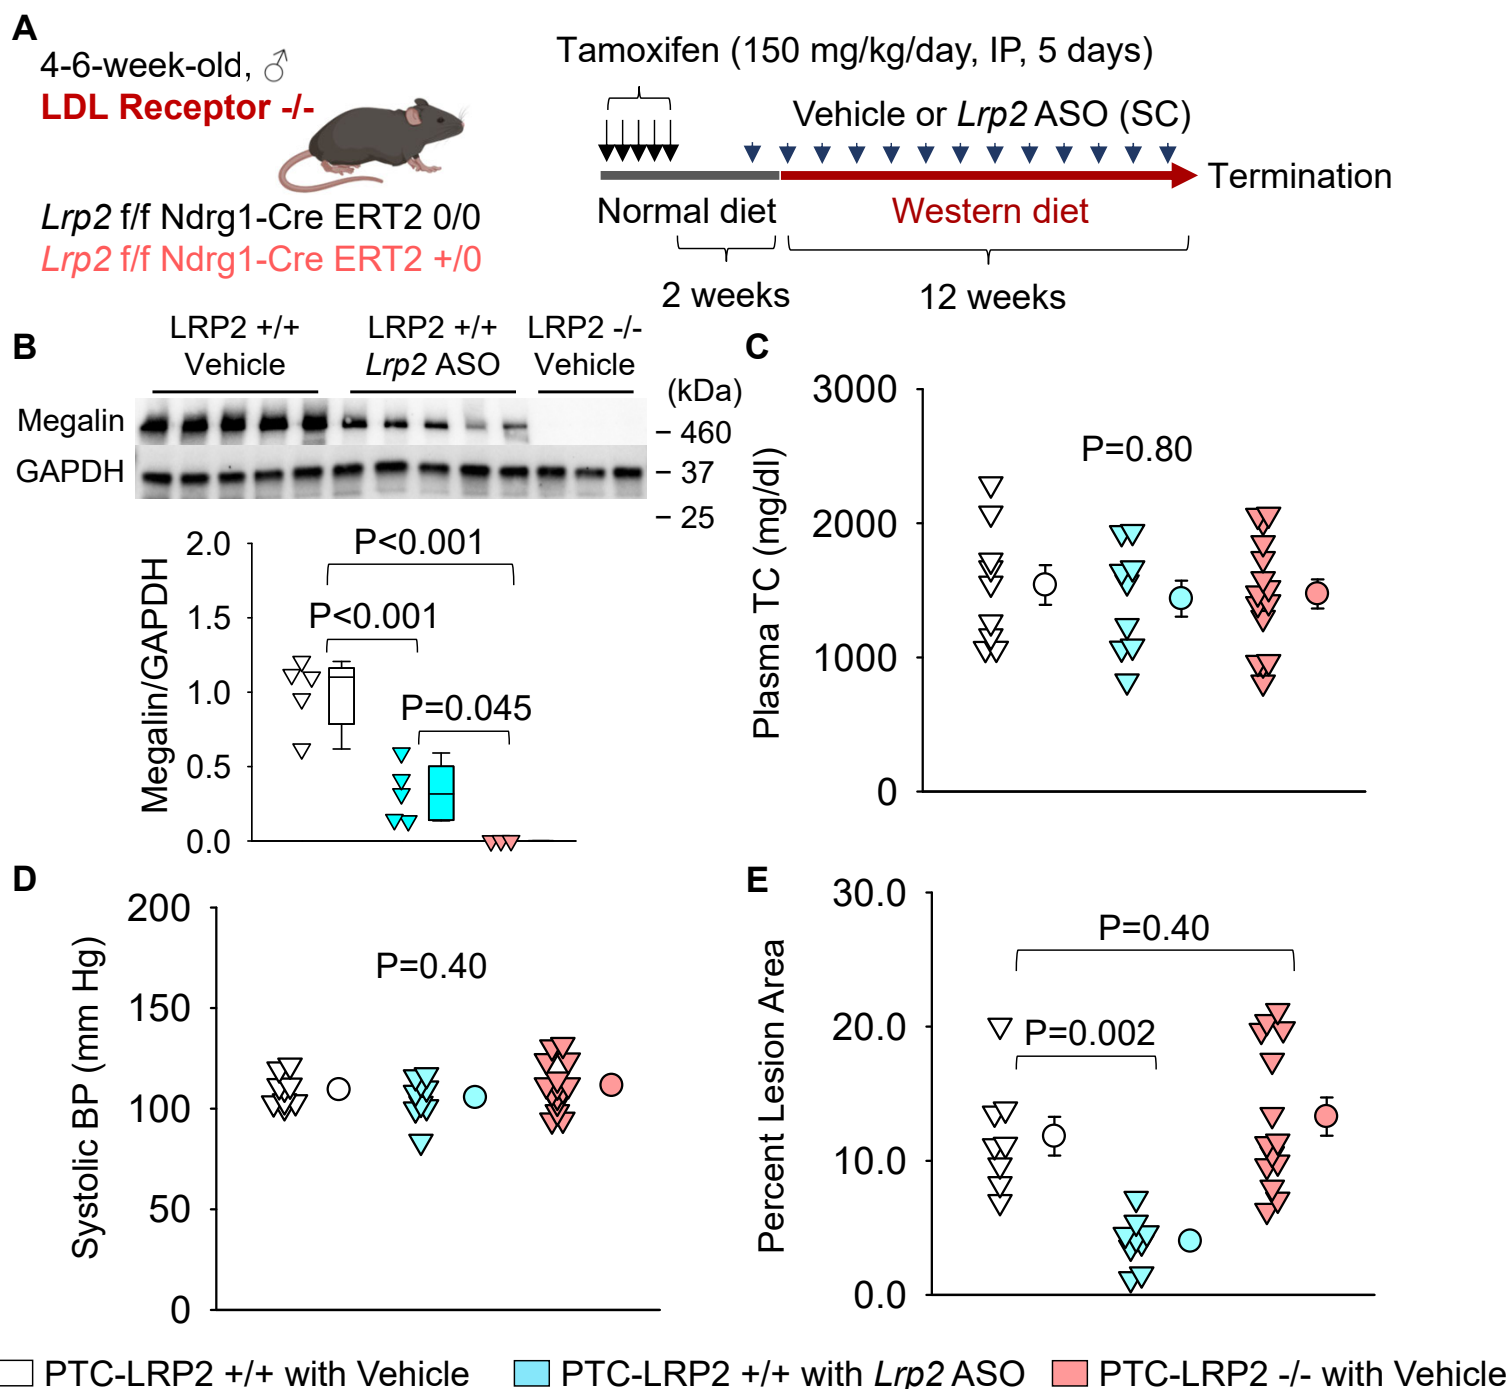 A
4-6-week-old, ♂
LDL Receptor -/-
Lrp2 f/f Ndrg1-Cre ERT2 0/0
Lrp2 f/f Ndrg1-Cre ERT2 +/0
Tamoxifen (150 mg/kg/day, IP, 5 days)
Vehicle or Lrp2 ASO (SC)
Termination
Normal diet
Western diet
2 weeks
12 weeks
B
LRP2 +/+
Vehicle
LRP2 +/+
Lrp2 ASO
LRP2 -/-
Vehicle
(kDa)
Megalin
GAPDH
– 460
– 37
– 25
Megalin/GAPDH
2.0
1.5
1.0
0.5
0.0
P<0.001
P<0.001
P=0.045
C
Plasma TC (mg/dl)
3000
2000
1000
0
P=0.80
D
Systolic BP (mm Hg)
200
150
100
50
0
P=0.40
E
Percent Lesion Area
30.0
20.0
10.0
0.0
P=0.40
P=0.002
PTC-LRP2 +/+ with Vehicle
PTC-LRP2 +/+ with Lrp2 ASO
PTC-LRP2 -/- with Vehicle